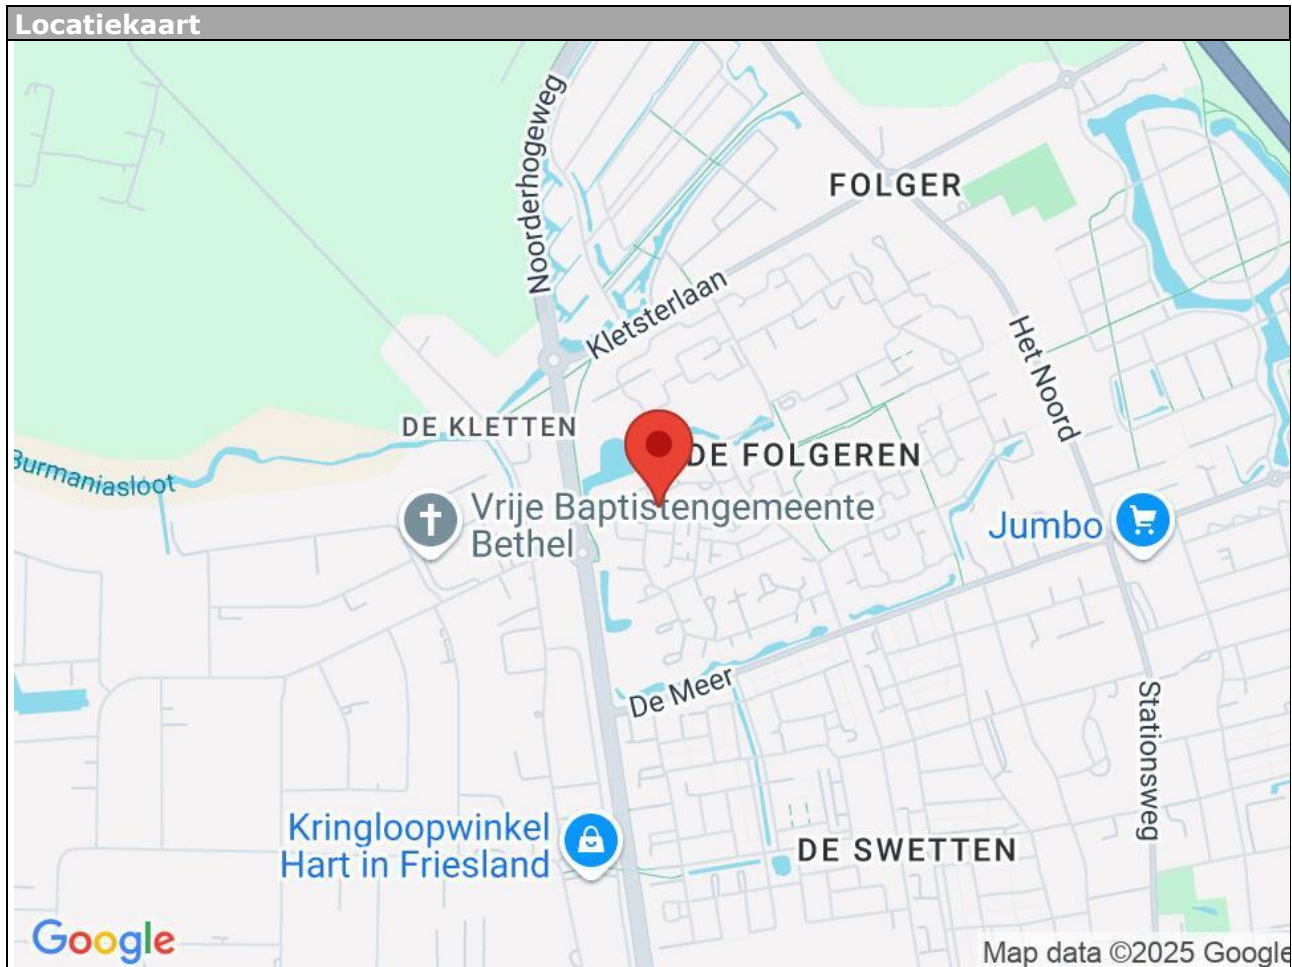 Locatiekaart
Noorderhogeweg
FOLGER
Kletsterlaan
Het Noord
DE KLETTEN
DE FOLGEREN
Burmaniasloot
Vrije Baptistengemeente
Bethel
Jumbo
De Meer
Stationsweg
Kringloopwinkel
Hart in Friesland
DE SWETTEN
Google
Map data ©2025 Google